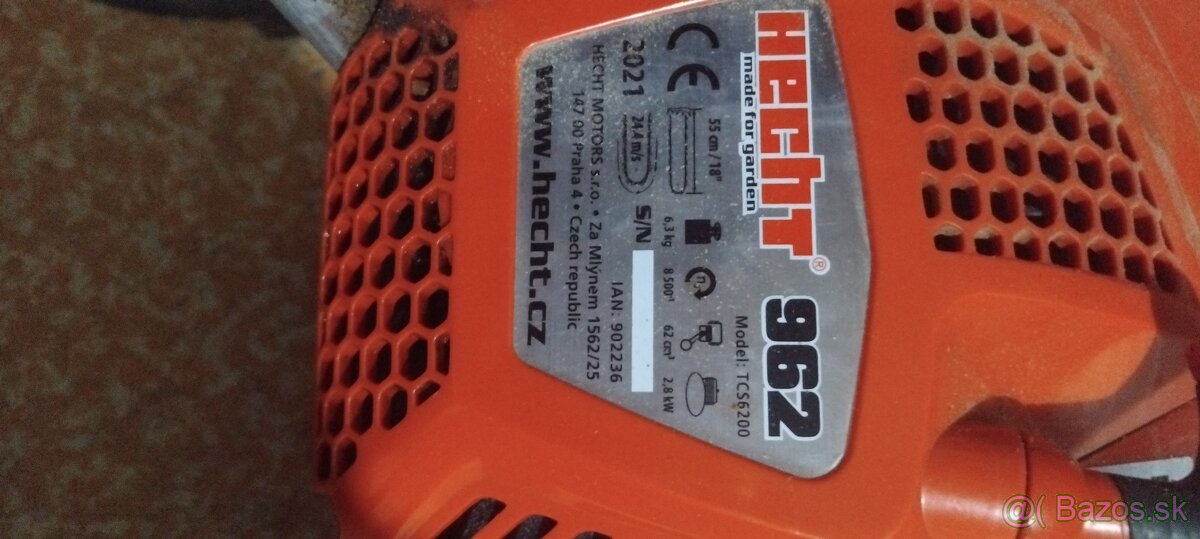 HECHT® 962
made for garden
Model: TCS6200
CE
55 cm/18"
6,3 kg
8 500⁻¹
62 cm³
2,8 kW
2021
24,4 m/s
S/N
IAN: 902236
HECHT MOTORS s.r.o. • Za Mlýnem 1562/25
147 00 Praha 4 • Czech republic
www.hecht.cz
@( Bazos.sk